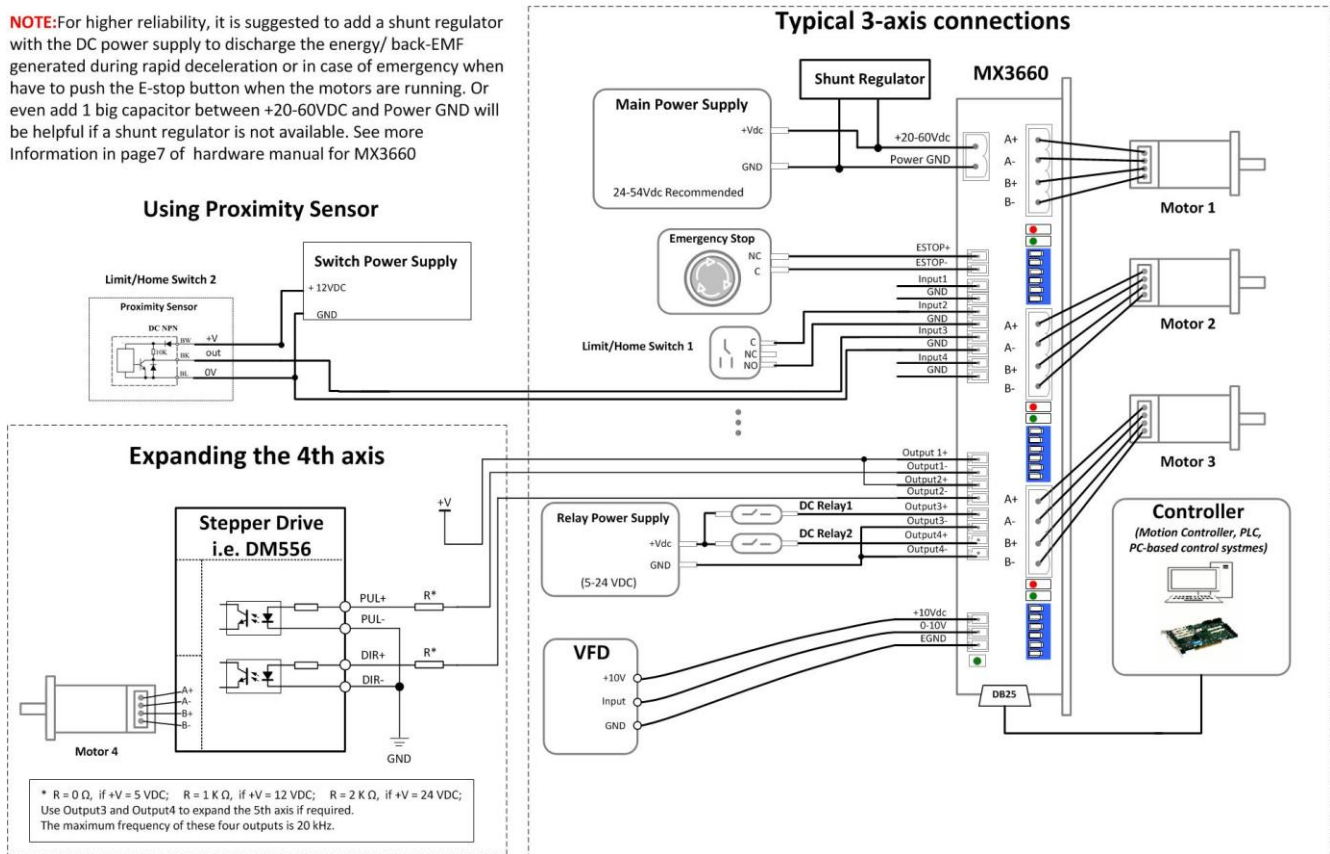 NOTE:For higher reliability, it is suggested to add a shunt regulator
with the DC power supply to discharge the energy/ back-EMF
generated during rapid deceleration or in case of emergency when
have to push the E-stop button when the motors are running. Or
even add 1 big capacitor between +20-60VDC and Power GND will
be helpful if a shunt regulator is not available. See more
Information in page7 of hardware manual for MX3660
Using Proximity Sensor
Switch Power Supply
+ 12VDC
GND
Limit/Home Switch 2
Proximity Sensor
DC NPN
10K
BW
+V
BK
out
BL
0V
Expanding the 4th axis
+V
Stepper Drive
i.e. DM556
PUL+
R*
PUL-
DIR+
R*
DIR-
GND
A+
A-
B+
B-
Motor 4
* R = 0 Ω, if +V = 5 VDC; R = 1 K Ω, if +V = 12 VDC; R = 2 K Ω, if +V = 24 VDC;
Use Output3 and Output4 to expand the 5th axis if required.
The maximum frequency of these four outputs is 20 kHz.
Typical 3-axis connections
Shunt Regulator
MX3660
Main Power Supply
+Vdc
GND
24-54Vdc Recommended
+20-60Vdc
Power GND
A+
A-
B+
B-
Motor 1
Emergency Stop
NC
C
ESTOP+
ESTOP-
Input1
GND
Input2
GND
Input3
GND
Input4
GND
Limit/Home Switch 1
C
NC
NO
A+
A-
B+
B-
Motor 2
Output 1+
Output1-
Output2+
Output2-
Output3+
Output3-
Output4+
Output4-
Relay Power Supply
+Vdc
GND
(5-24 VDC)
DC Relay1
DC Relay2
A+
A-
B+
B-
Motor 3
VFD
+10V
Input
GND
+10Vdc
0-10V
EGND
DB25
Controller
(Motion Controller, PLC,
PC-based control systmes)